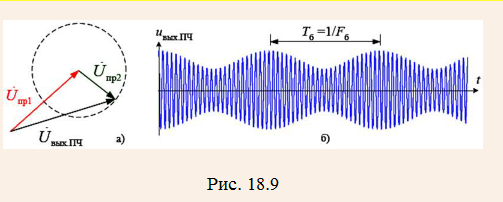 uвых.ПЧ
Tб =1/Fб
U̇пр2
U̇пр1
t
U̇вых.ПЧ
а)
б)
Рис. 18.9